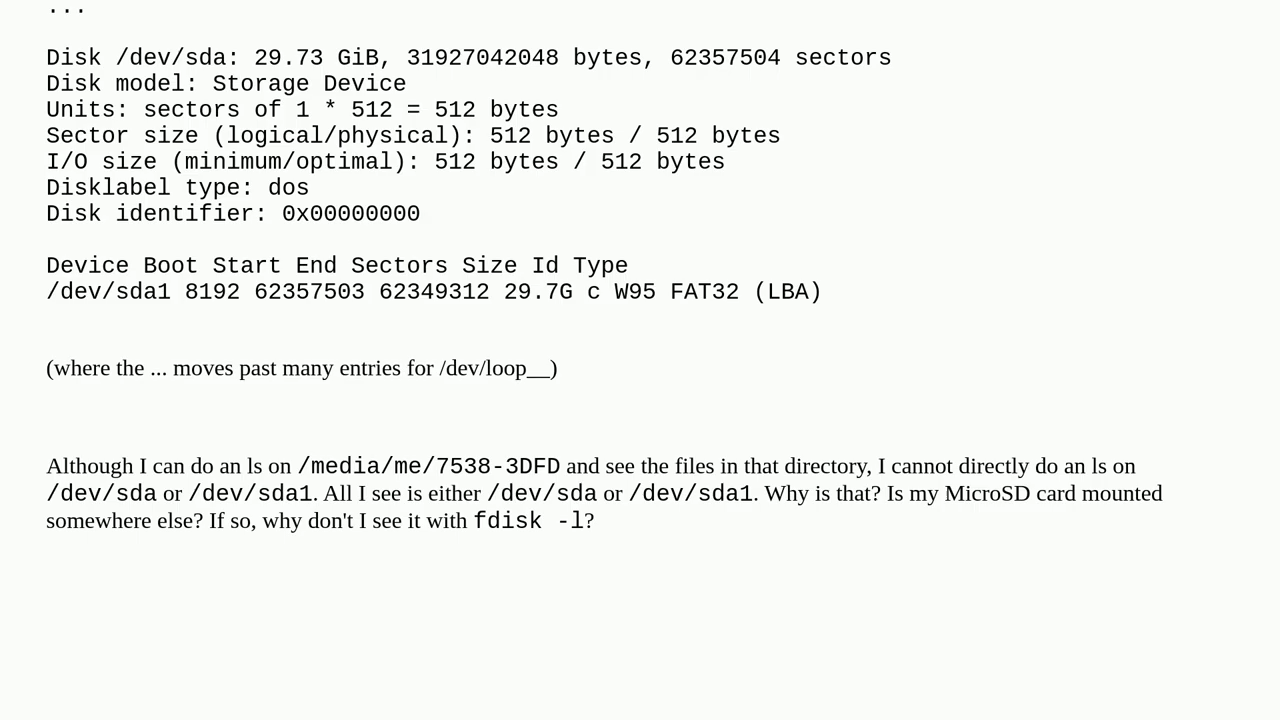 ...
Disk /dev/sda: 29.73 GiB, 31927042048 bytes, 62357504 sectors
Disk model: Storage Device
Units: sectors of 1 * 512 = 512 bytes
Sector size (logical/physical): 512 bytes / 512 bytes
I/O size (minimum/optimal): 512 bytes / 512 bytes
Disklabel type: dos
Disk identifier: 0x00000000
Device Boot Start End Sectors Size Id Type
/dev/sda1 8192 62357503 62349312 29.7G c W95 FAT32 (LBA)
(where the ... moves past many entries for /dev/loop__)
Although I can do an ls on /media/me/7538-3DFD and see the files in that directory, I cannot directly do an ls on
/dev/sda or /dev/sda1. All I see is either /dev/sda or /dev/sda1. Why is that? Is my MicroSD card mounted
somewhere else? If so, why don't I see it with fdisk -l?